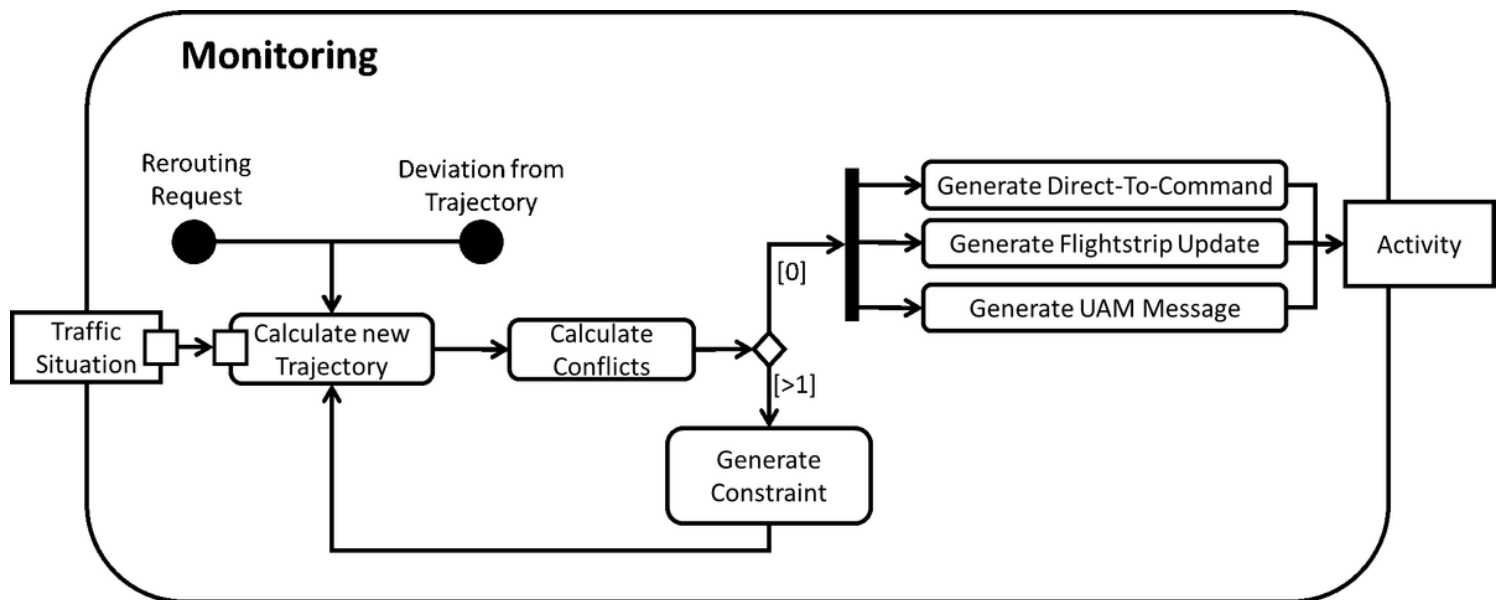 Monitoring
Rerouting
Request
Deviation from
Trajectory
Generate Direct-To-Command
Generate Flightstrip Update
Generate UAM Message
Activity
[0]
Traffic
Situation
Calculate new
Trajectory
Calculate
Conflicts
[>1]
Generate
Constraint